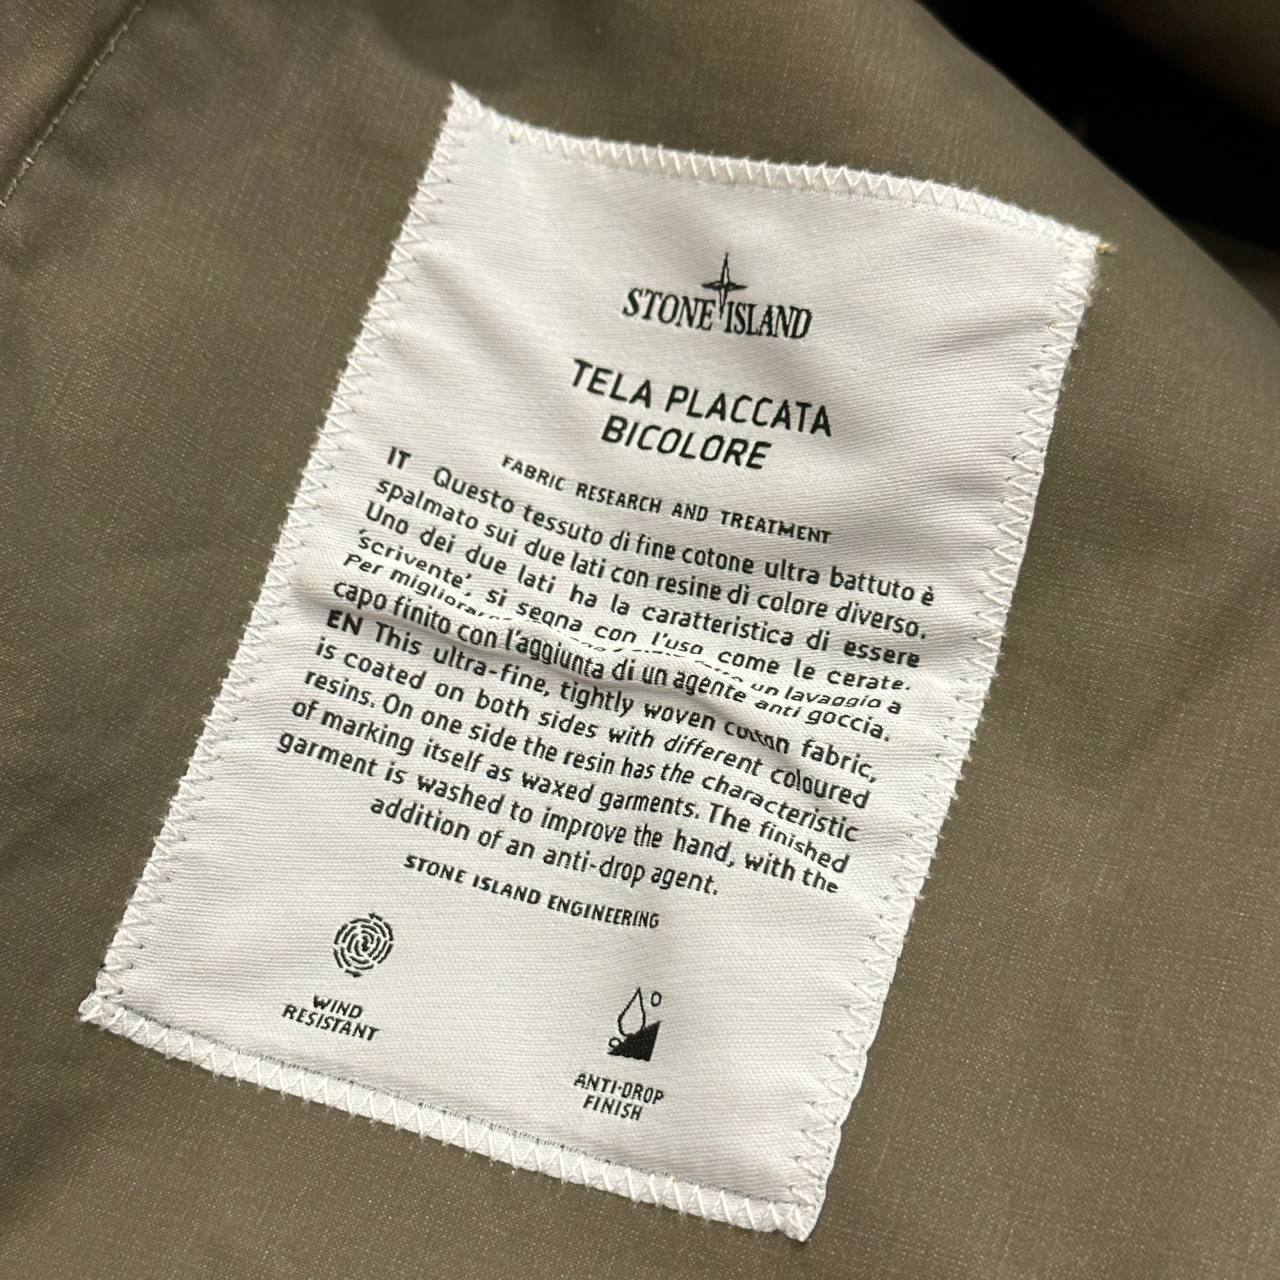 STONE ISLAND
TELA PLACCATA
BICOLORE
FABRIC RESEARCH AND TREATMENT
IT Questo tessuto di fine cotone ultra battuto è
spalmato sui due lati con resine di colore diverso.
Uno dei due lati ha la caratteristica di essere
'scrivente', si segna con l'uso come le cerate.
Per migliorar un lavaggio a
capo finito con l'aggiunta di un agente anti goccia.
EN This ultra-fine, tightly woven cotton fabric,
is coated on both sides with different coloured
resins. On one side the resin has the characteristic
of marking itself as waxed garments. The finished
garment is washed to improve the hand, with the
addition of an anti-drop agent.
STONE ISLAND ENGINEERING
WIND
RESISTANT
ANTI-DROP
FINISH